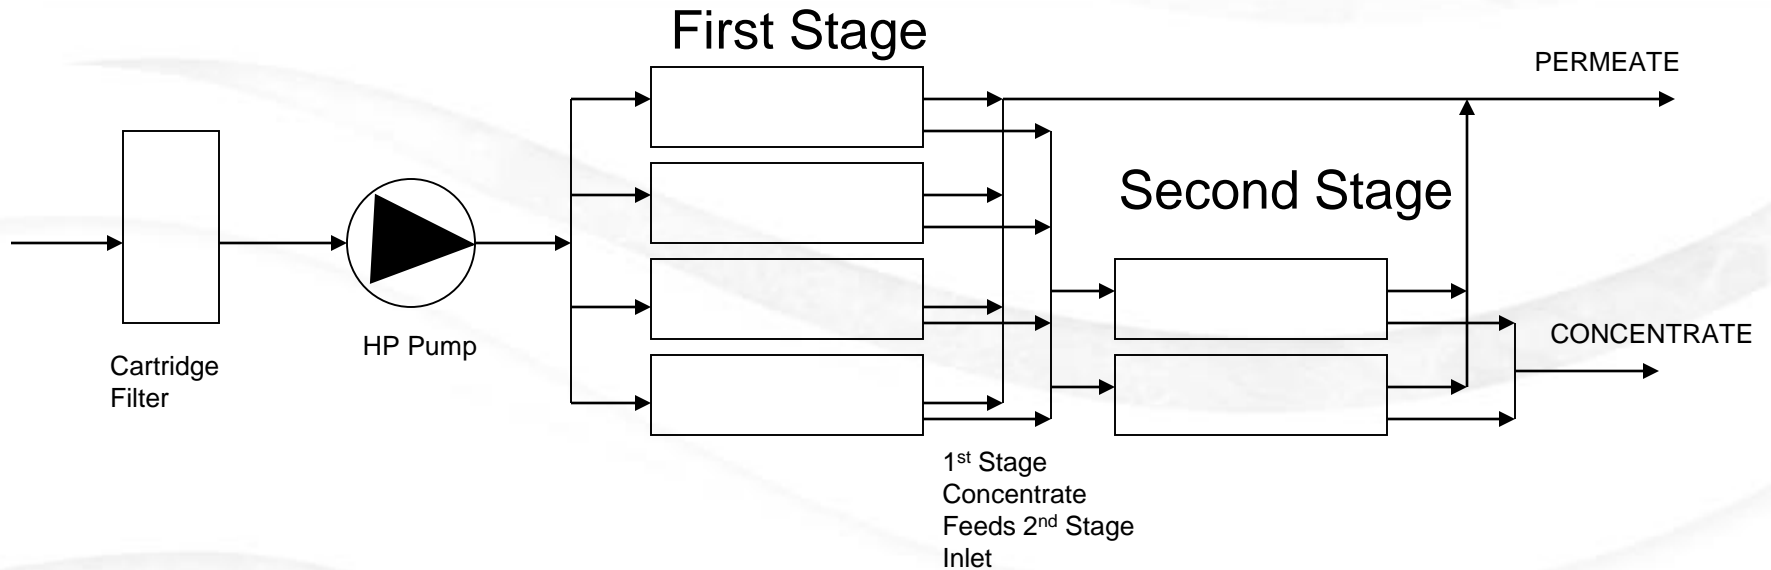 First Stage
PERMEATE
Second Stage
HP Pump
CONCENTRATE
Cartridge
Filter
1st Stage
Concentrate
Feeds 2nd Stage
Inlet